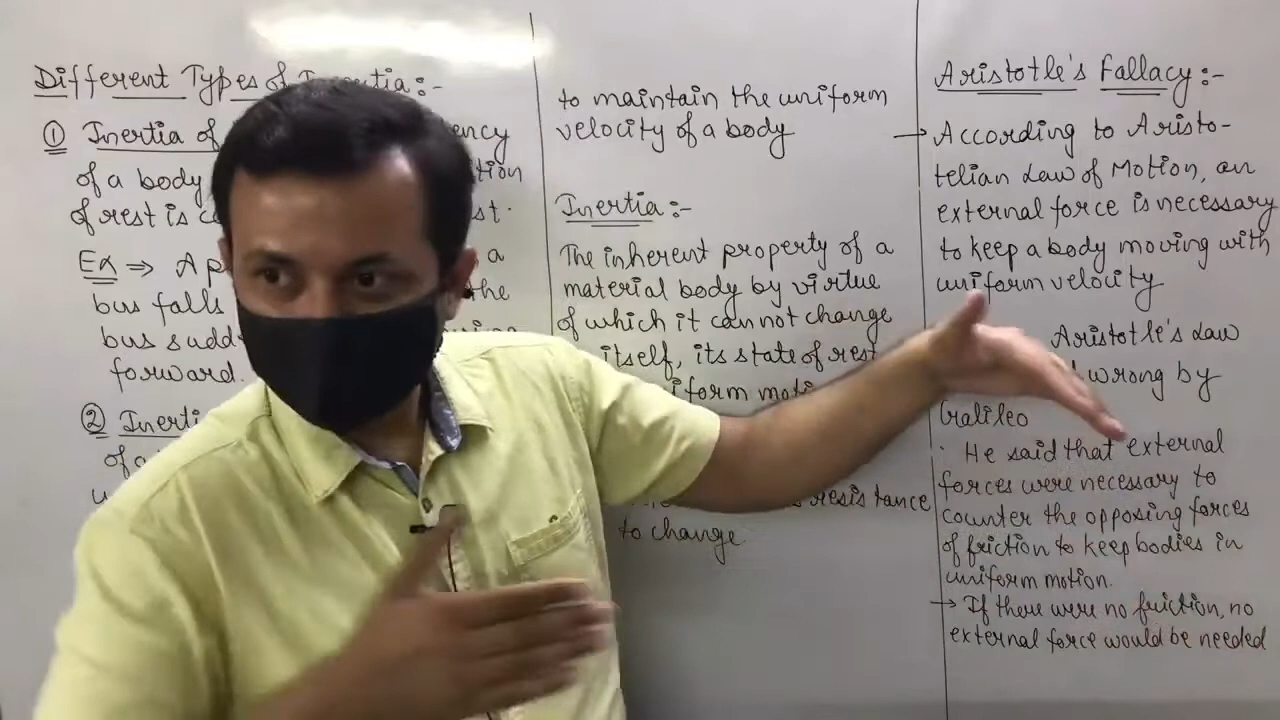 Different Types of Inertia:-
① Inertia of
of a body
of rest is
st.
Ex ⇒ A
a
bus falls
the
bus
forward.
②
of a
to maintain the uniform
velocity of a body
Inertia:-
The inherent property of a
material body by virtue
of which it cannot change
itself, its state of rest
resistance
to change
Aristotle's Fallacy:-
→ According to Aristo-
telian Law of Motion, an
external force is necessary
to keep a body moving with
uniform velocity
Aristotle's Law
wrong by
Galileo
· He said that external
forces were necessary to
counter the opposing forces
of friction to keep bodies in
uniform motion.
→ If there were no friction, no
external force would be needed